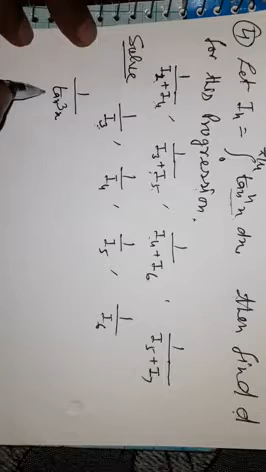 ④ Let Iₙ = ∫₀^π/4 tanⁿx dx then find d
for this Progression.
1/(I₂+I₄), 1/(I₃+I₅), 1/(I₄+I₆), 1/(I₅+I₇)
Solve
1/I₃, 1/I₄, 1/I₅, 1/I₆
1/tan³x